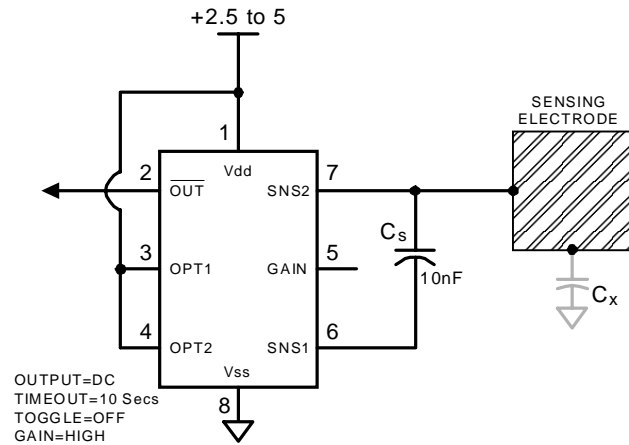 +2.5 to 5
SENSING
ELECTRODE
1
Vdd
2
OUT
SNS2
7
3
OPT1
GAIN
5
Cs
10nF
4
OPT2
SNS1
6
Cx
Vss
8
OUTPUT=DC
TIMEOUT=10 Secs
TOGGLE=OFF
GAIN=HIGH